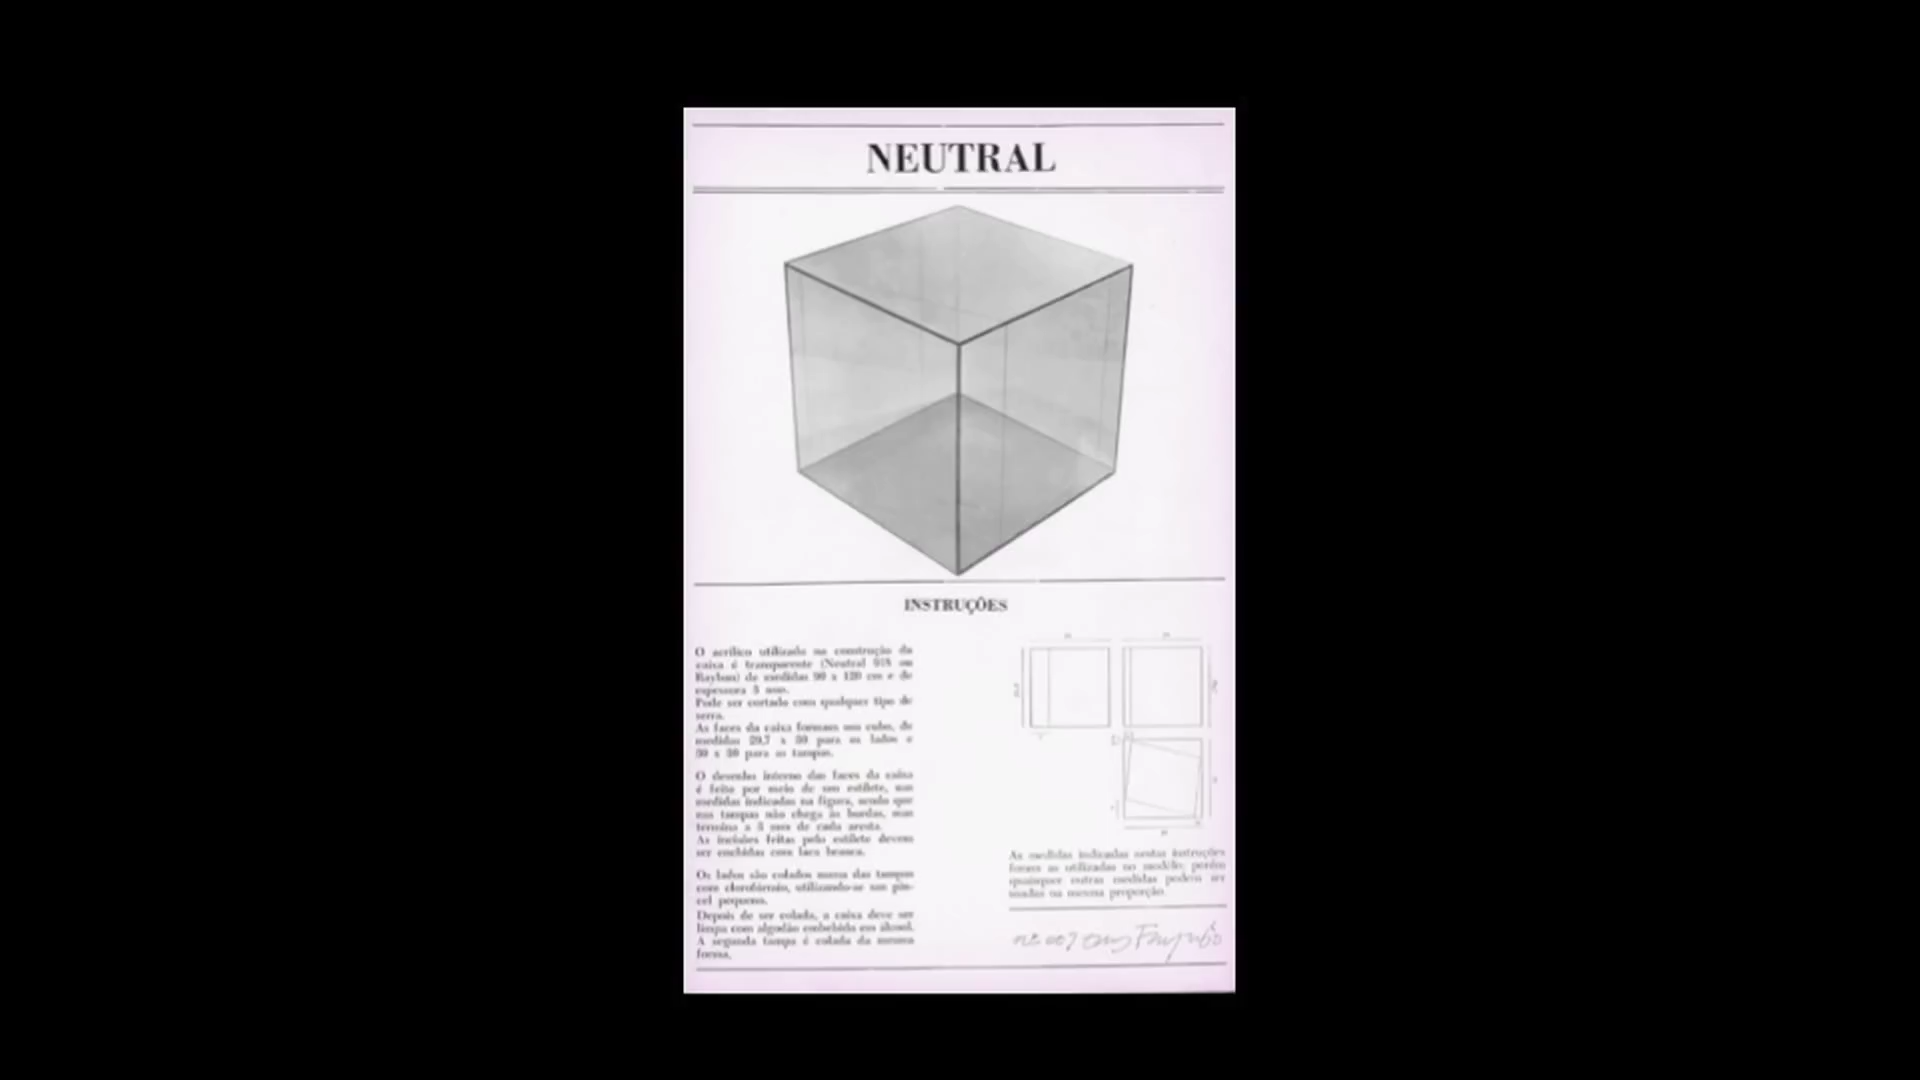 NEUTRAL
INSTRUÇÕES
O acrílico utilizado na construção da
caixa é transparente (Neutral 918 ou
Rayban) de medidas 90 x 120 cm e de
espessura 3 mm.
Pode ser cortado com qualquer tipo de
serra.
As faces da caixa formam um cubo, de
medidas 29,7 x 30 para os lados e
30 x 30 para as tampas.
O desenho interno das faces da caixa
é feito por meio de um estilete, nas
medidas indicadas na figura, sendo que
nas tampas não chega às bordas, mas
termina a 3 mm de cada aresta.
As incisões feitas pelo estilete devem
ser enchidas com laca branca.
Os lados são colados numa das tampas
com clorofórmio, utilizando-se um pin-
cel pequeno.
Depois de ser colada, a caixa deve ser
limpa com algodão embebido em álcool.
A segunda tampa é colada da mesma
forma.
As medidas indicadas nestas instruções
foram as utilizadas no modelo; porém
quaisquer outras medidas podem ser
usadas na mesma proporção.